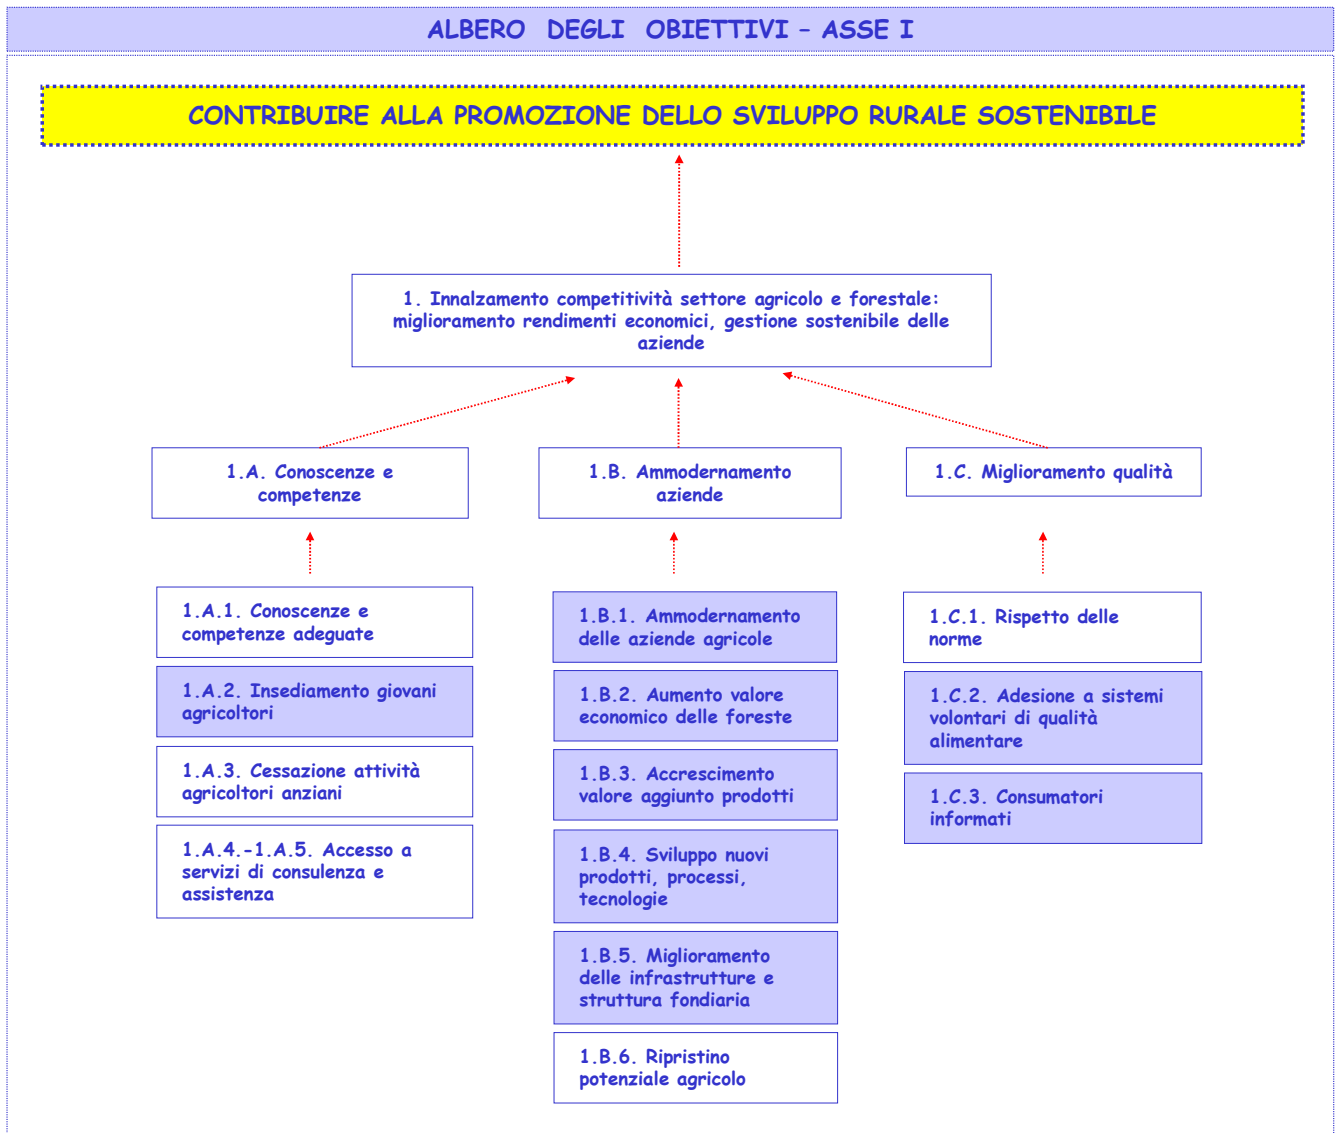 ALBERO DEGLI OBIETTIVI – ASSE I
CONTRIBUIRE ALLA PROMOZIONE DELLO SVILUPPO RURALE SOSTENIBILE
1. Innalzamento competitività settore agricolo e forestale:
miglioramento rendimenti economici, gestione sostenibile delle
aziende
1.A. Conoscenze e
competenze
1.B. Ammodernamento
aziende
1.C. Miglioramento qualità
1.A.1. Conoscenze e
competenze adeguate
1.A.2. Insediamento giovani
agricoltori
1.A.3. Cessazione attività
agricoltori anziani
1.A.4.-1.A.5. Accesso a
servizi di consulenza e
assistenza
1.B.1. Ammodernamento
delle aziende agricole
1.B.2. Aumento valore
economico delle foreste
1.B.3. Accrescimento
valore aggiunto prodotti
1.B.4. Sviluppo nuovi
prodotti, processi,
tecnologie
1.B.5. Miglioramento
delle infrastrutture e
struttura fondiaria
1.B.6. Ripristino
potenziale agricolo
1.C.1. Rispetto delle
norme
1.C.2. Adesione a sistemi
volontari di qualità
alimentare
1.C.3. Consumatori
informati